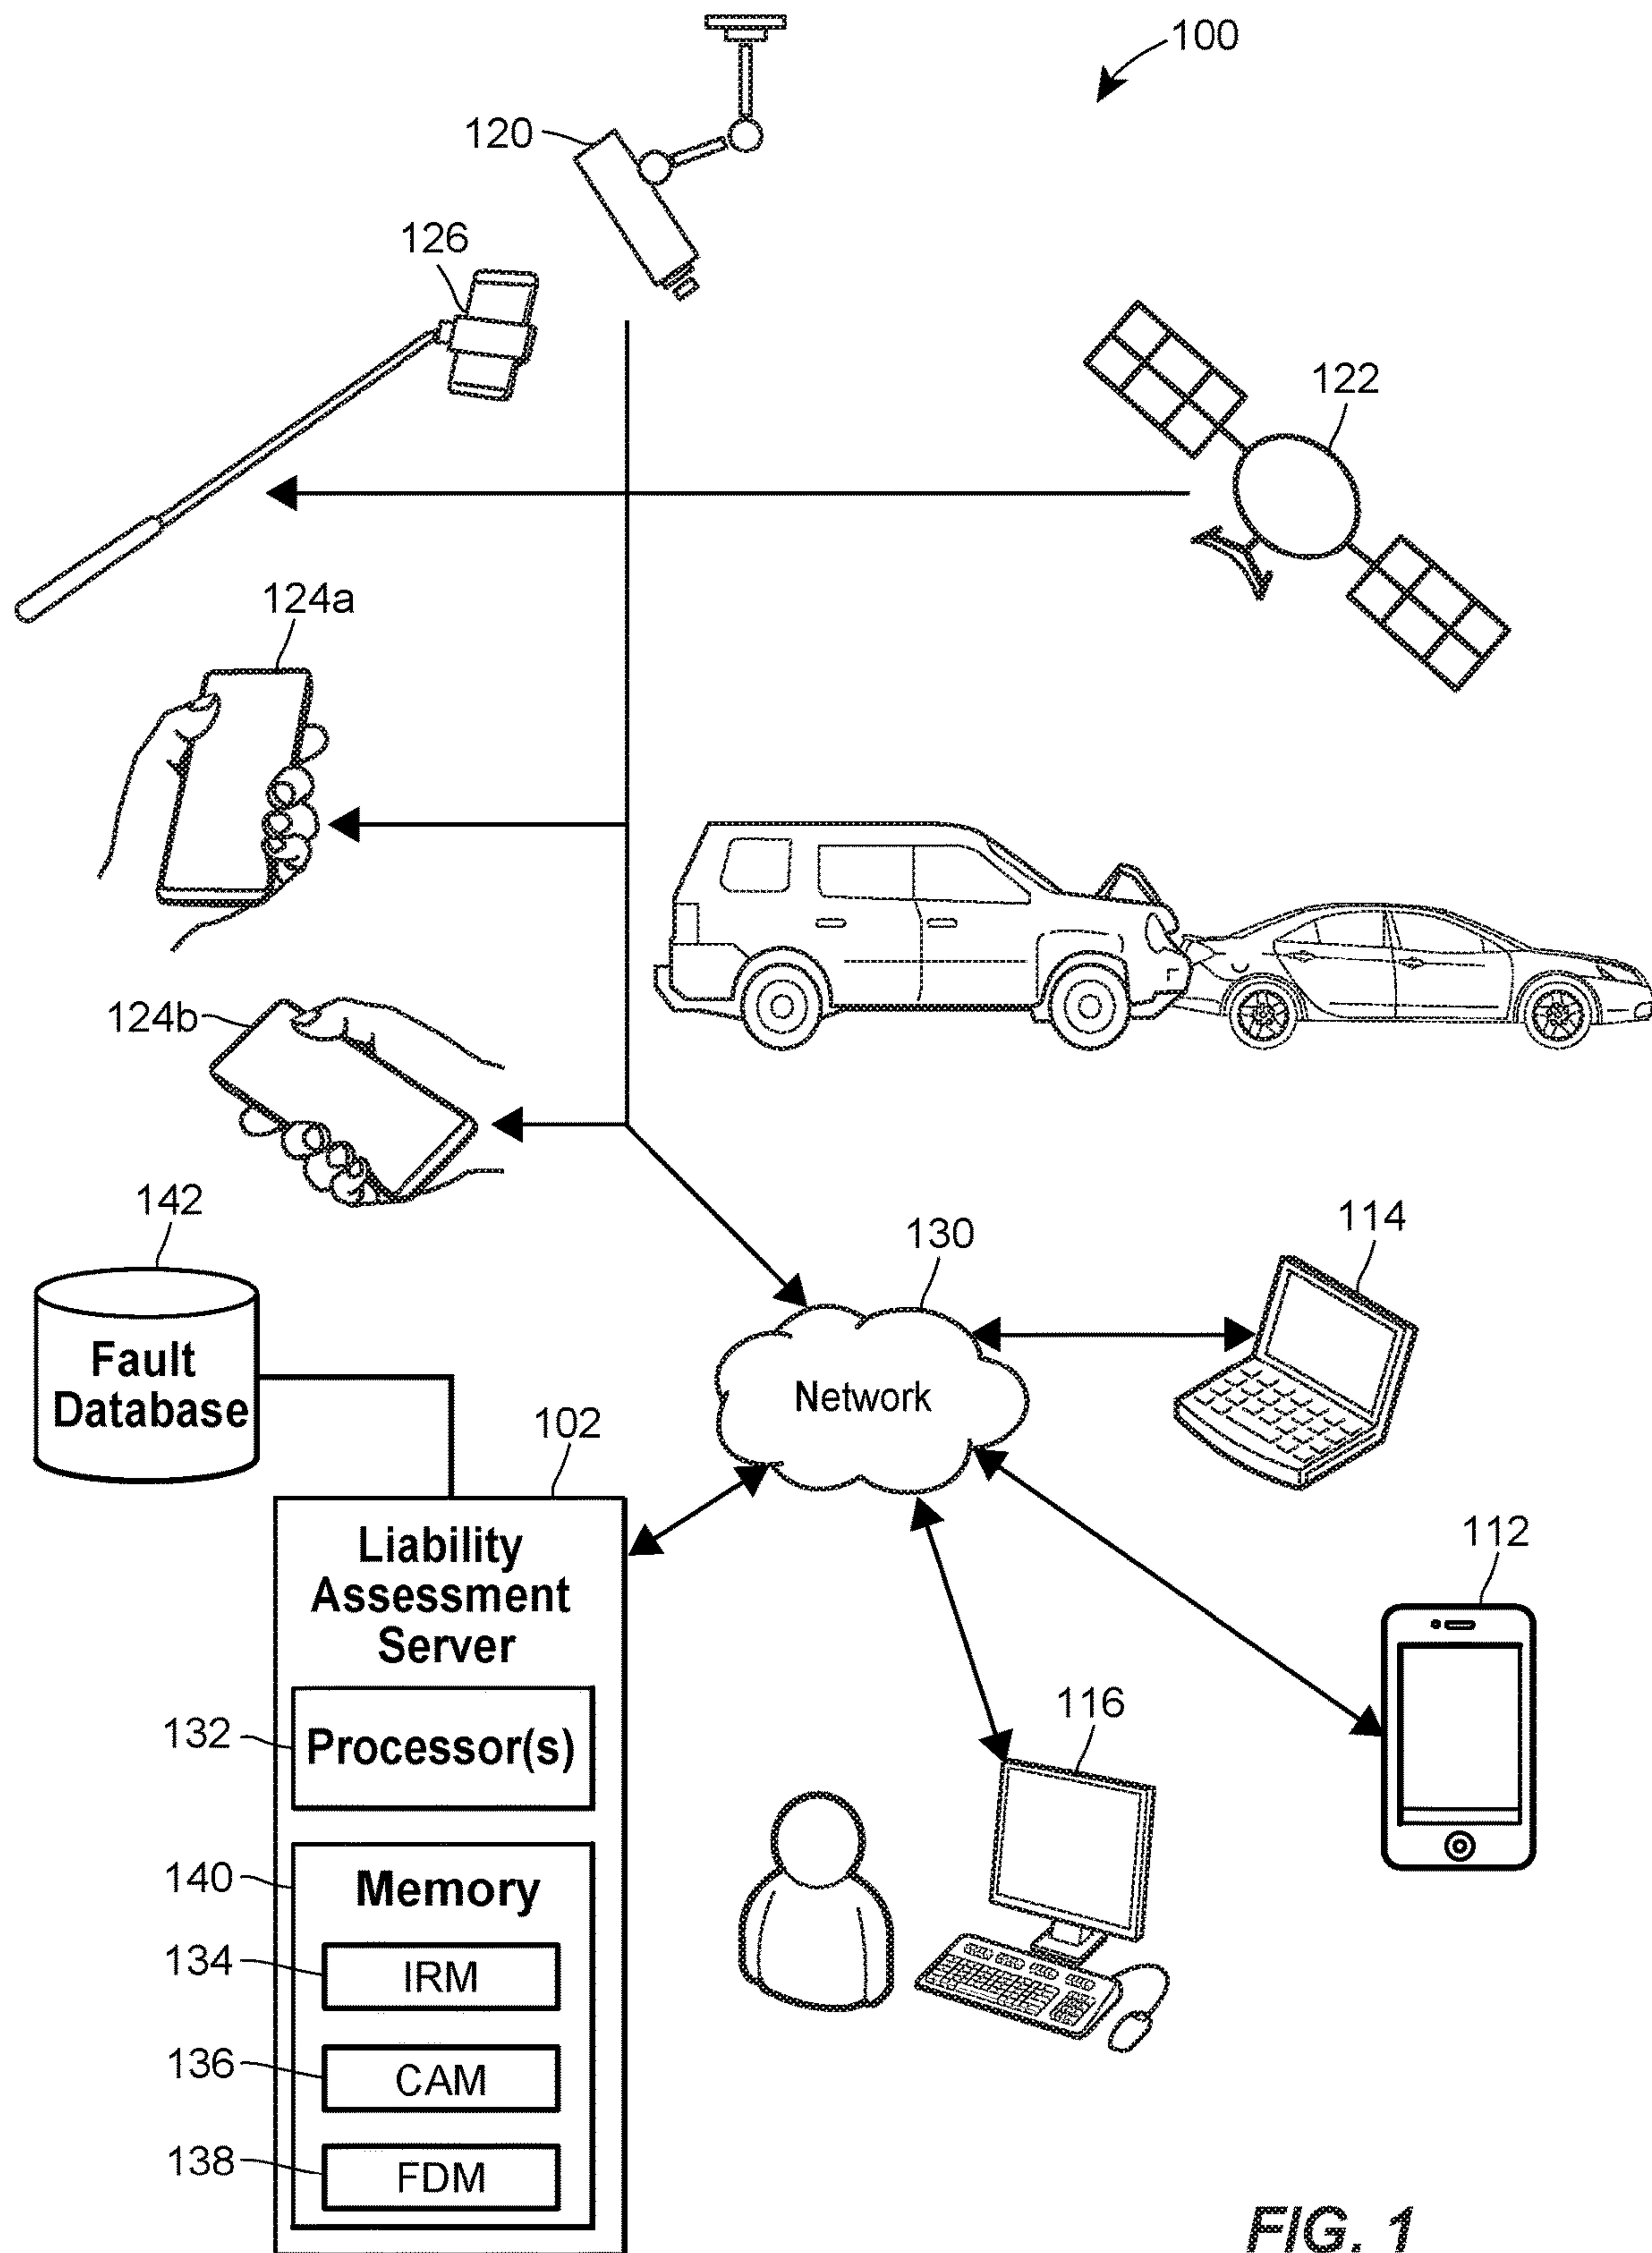 100
120
126
122
124a
124b
142
130
114
Fault
Database
Network
102
Liability
Assessment
Server
112
132
Processor(s)
116
140
Memory
134
IRM
136
CAM
138
FDM
FIG. 1